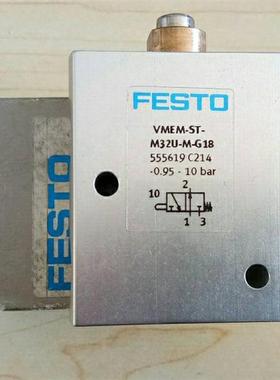 FESTO
VMEM-ST-
M32U-M-G18
555619 C214
-0.95 - 10 bar
2
10
1 3
FESTO